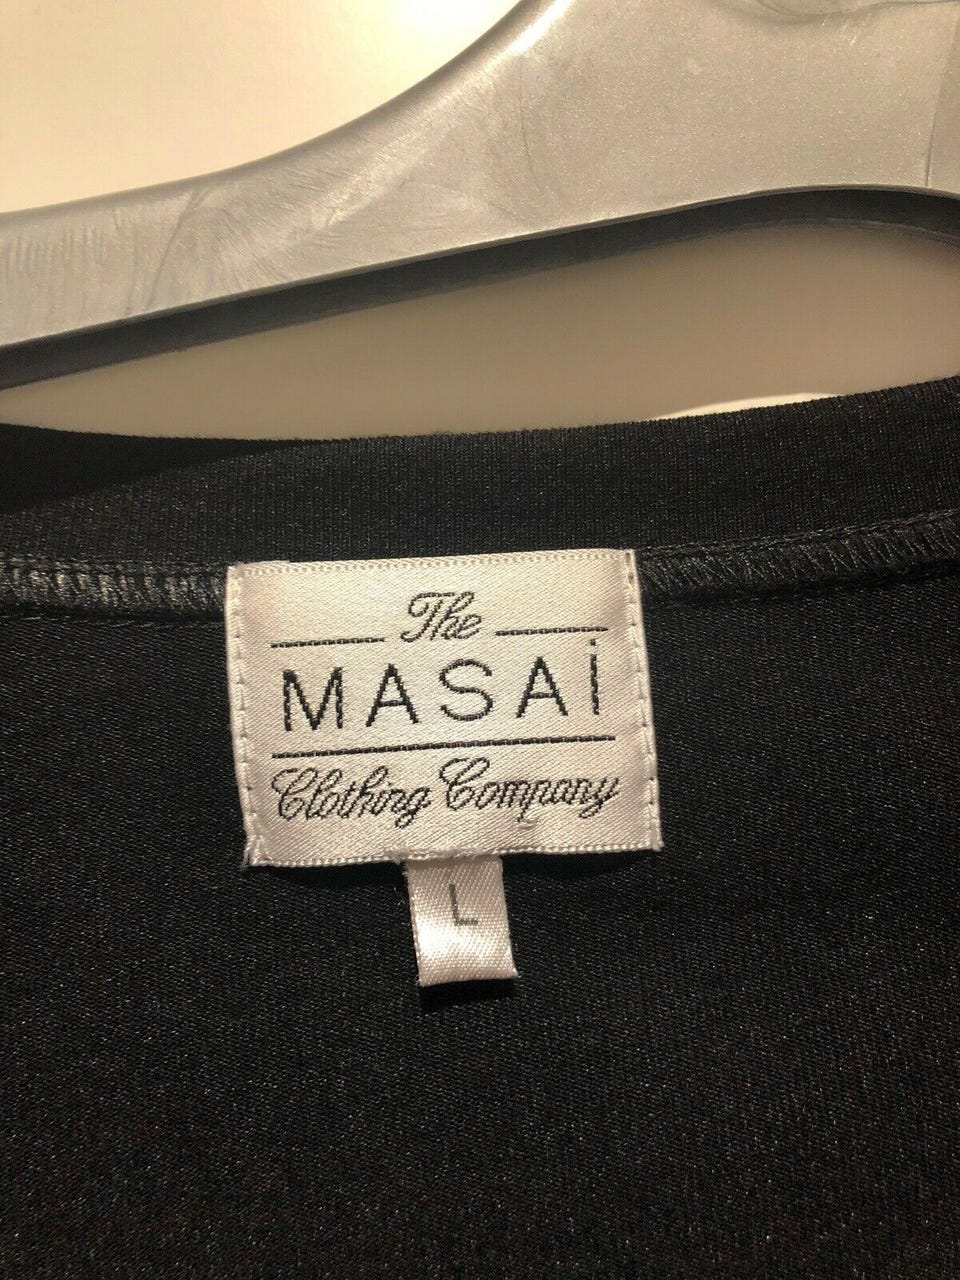 The
MASAi
Clothing Company
L